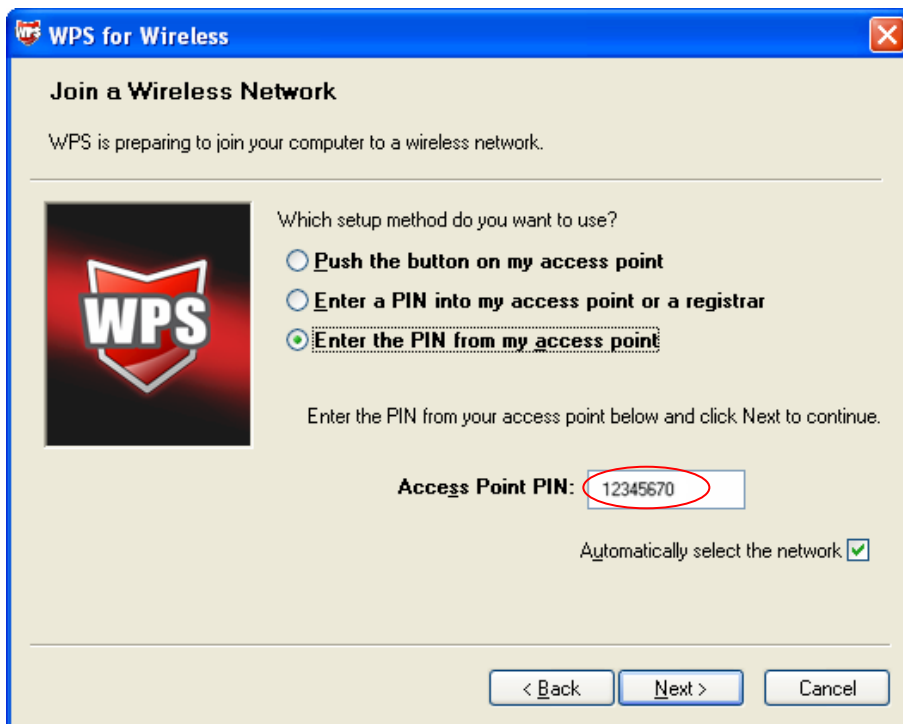 WPS for Wireless
Join a Wireless Network
WPS is preparing to join your computer to a wireless network.
Which setup method do you want to use?
Push the button on my access point
Enter a PIN into my access point or a registrar
Enter the PIN from my access point
WPS
Enter the PIN from your access point below and click Next to continue.
Access Point PIN: 12345670
Automatically select the network
< Back Next > Cancel